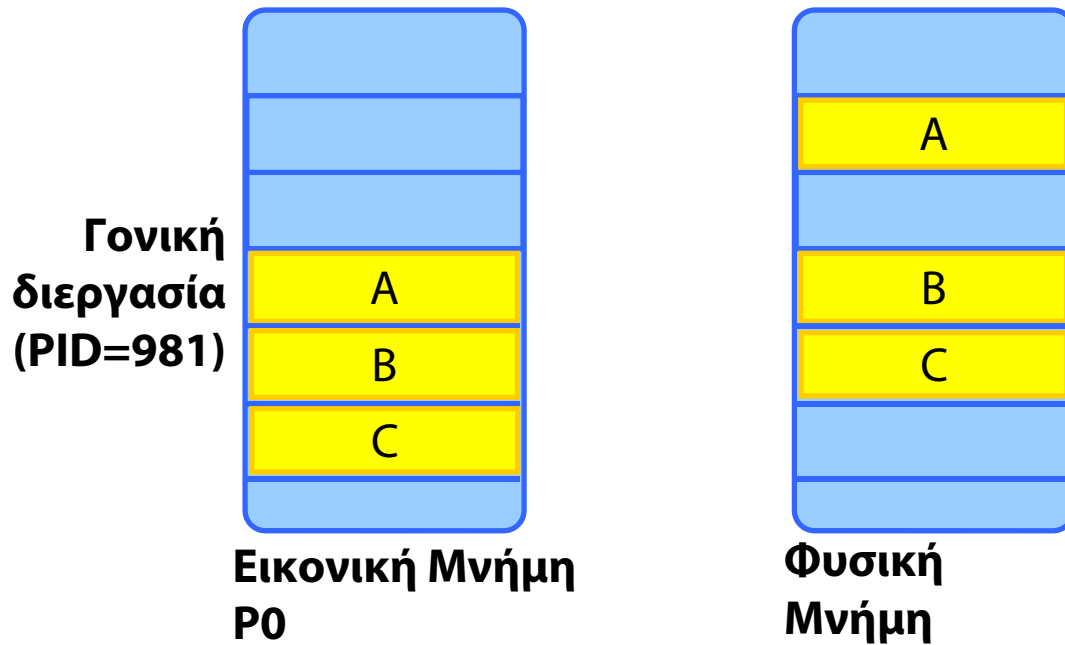 Γονική
διεργασία
(PID=981)
A
B
C
Εικονική Μνήμη
P0
A
B
C
Φυσική
Μνήμη